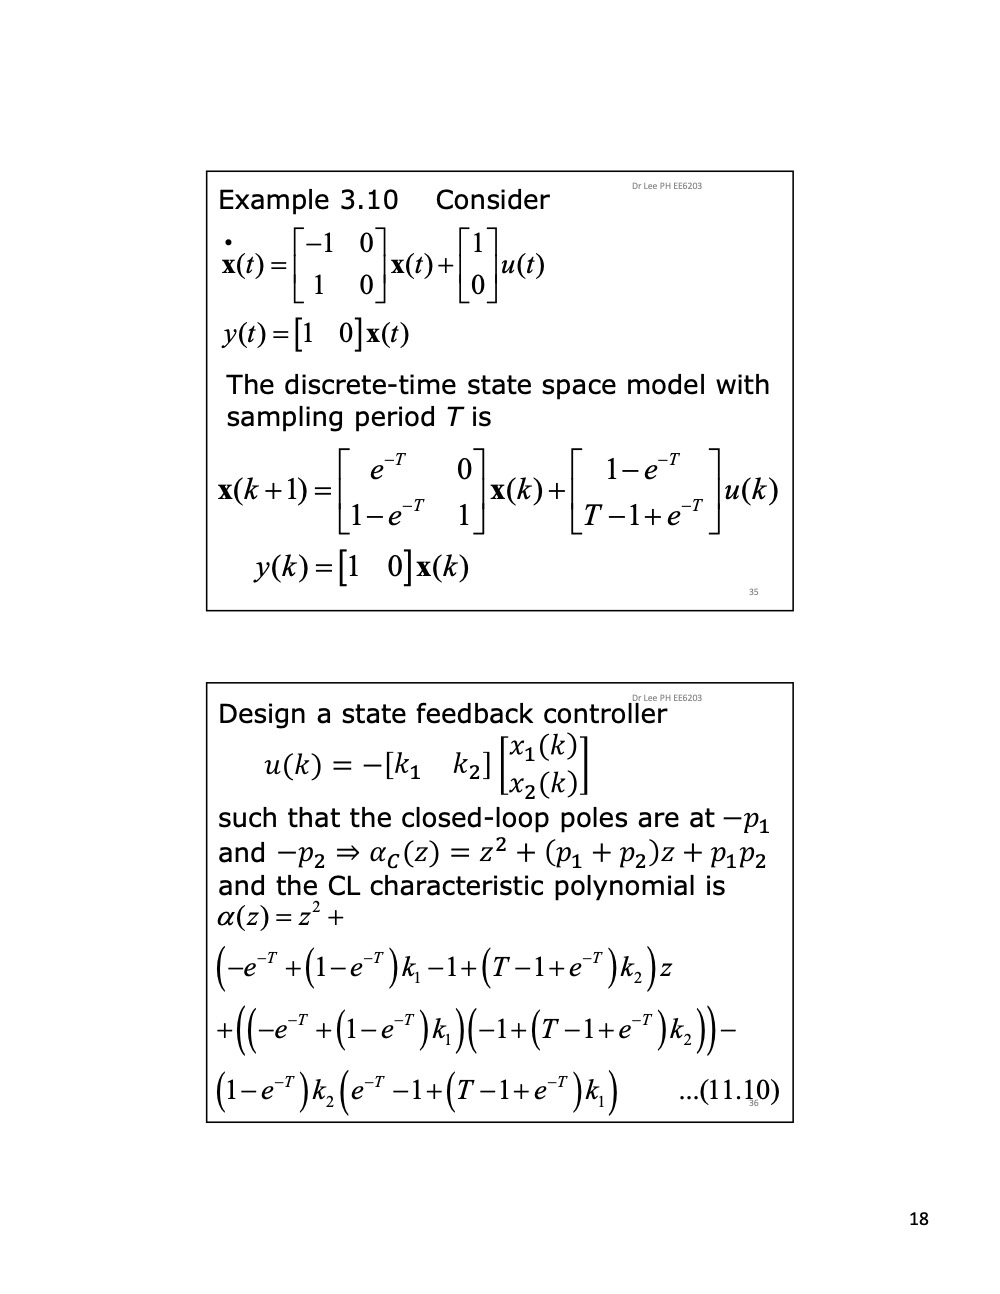 Dr Lee PH EE6203
Example 3.10 Consider
ẋ(t) = [−1 0; 1 0] x(t) + [1; 0] u(t)
y(t) = [1 0] x(t)
The discrete-time state space model with
sampling period T is
x(k+1) = [e^{−T} 0; 1−e^{−T} 1] x(k) + [1−e^{−T}; T−1+e^{−T}] u(k)
y(k) = [1 0] x(k)
35
Dr Lee PH EE6203
Design a state feedback controller
u(k) = −[k₁ k₂] [x₁(k); x₂(k)]
such that the closed-loop poles are at −p₁
and −p₂ ⇒ α_C(z) = z² + (p₁ + p₂)z + p₁p₂
and the CL characteristic polynomial is
α(z) = z² +
(−e^{−T} + (1−e^{−T})k₁ −1+(T−1+e^{−T})k₂)z
+((−e^{−T} + (1−e^{−T})k₁)(−1+(T−1+e^{−T})k₂))−
(1−e^{−T})k₂(e^{−T} −1+(T−1+e^{−T})k₁) ...(11.10)
36
18